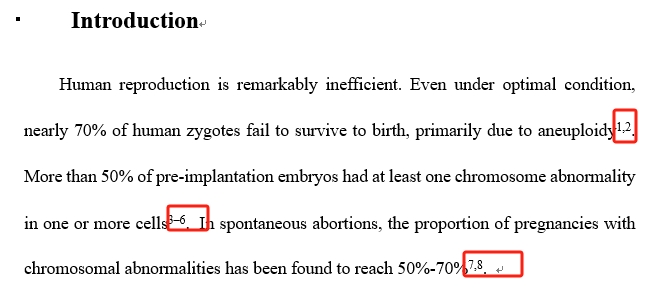 Introduction
Human reproduction is remarkably inefficient. Even under optimal condition,
nearly 70% of human zygotes fail to survive to birth, primarily due to aneuploidy1,2.
More than 50% of pre-implantation embryos had at least one chromosome abnormality
in one or more cells3–6. In spontaneous abortions, the proportion of pregnancies with
chromosomal abnormalities has been found to reach 50%-70%7,8.